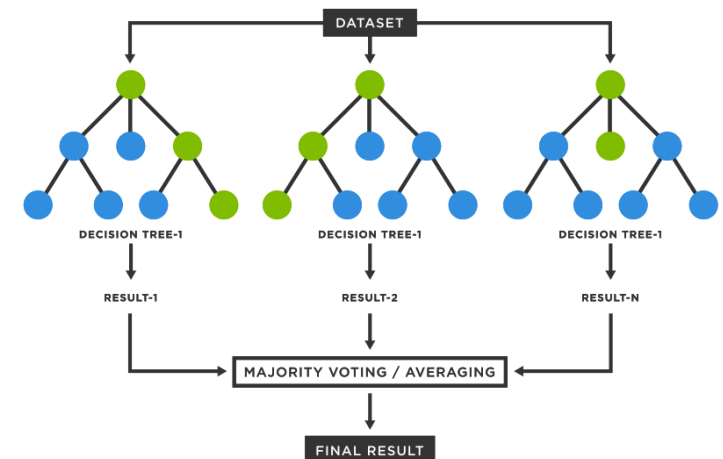 DATASET
DECISION TREE-1
DECISION TREE-1
DECISION TREE-1
RESULT-1
RESULT-2
RESULT-N
MAJORITY VOTING / AVERAGING
FINAL RESULT